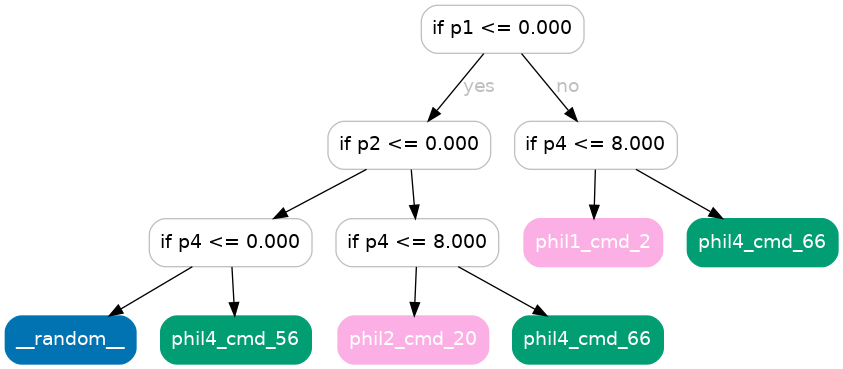 if p1 <= 0.000
yes
no
if p2 <= 0.000
if p4 <= 8.000
if p4 <= 0.000
if p4 <= 8.000
phil1_cmd_2
phil4_cmd_66
__random__
phil4_cmd_56
phil2_cmd_20
phil4_cmd_66